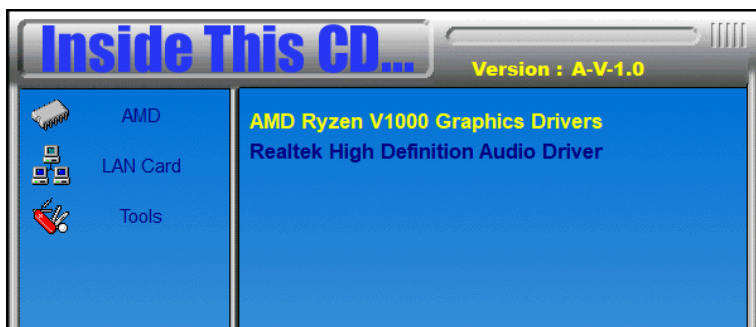 Inside This CD...
Version : A-V-1.0
AMD
LAN Card
Tools
AMD Ryzen V1000 Graphics Drivers
Realtek High Definition Audio Driver